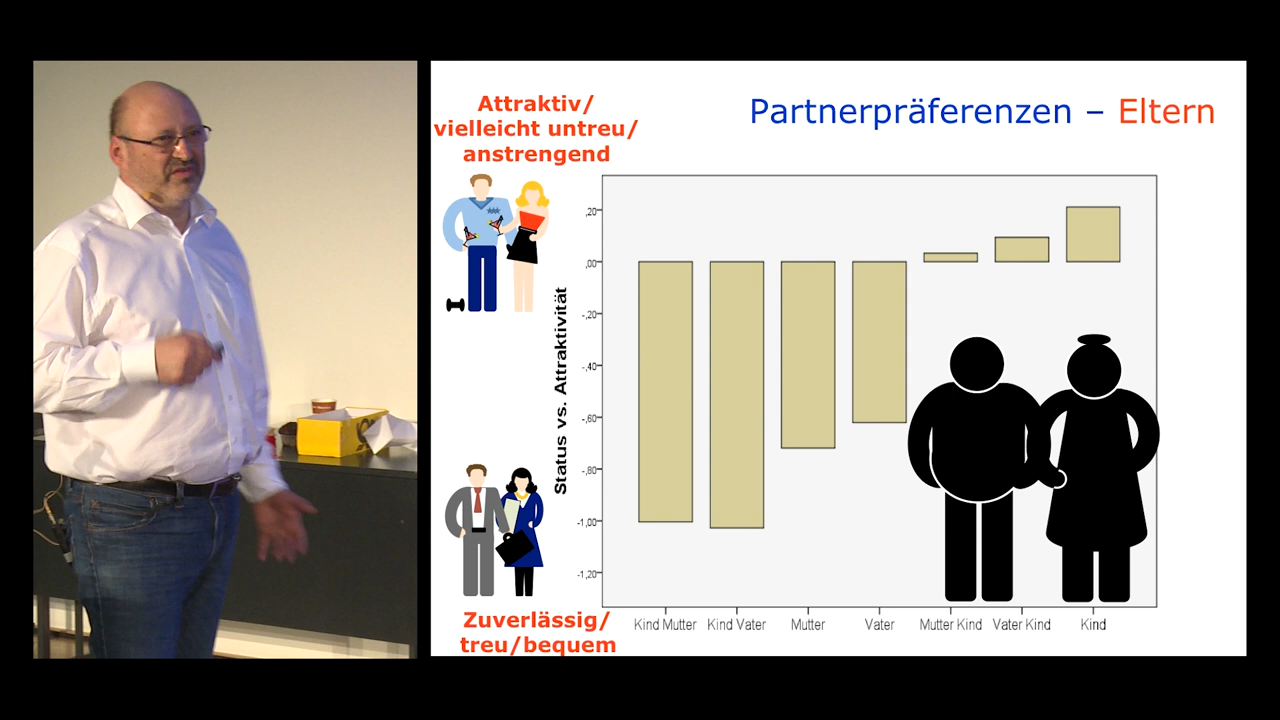 Attraktiv/
vielleicht untreu/
anstrengend
Partnerpräferenzen – Eltern
Status vs. Attraktivität
,20
,00
-,20
-,40
-,60
-,80
-1,00
-1,20
Kind Mutter
Kind Vater
Mutter
Vater
Mutter Kind
Vater Kind
Kind
Zuverlässig/
treu/bequem